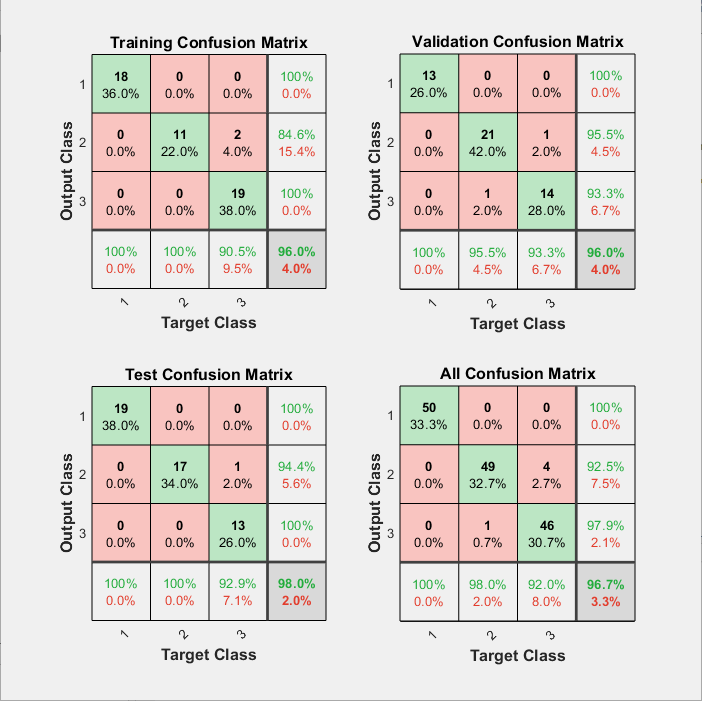 Training Confusion Matrix
1 18 0 0 100%
36.0% 0.0% 0.0% 0.0%
2 0 11 2 84.6%
0.0% 22.0% 4.0% 15.4%
3 0 0 19 100%
0.0% 0.0% 38.0% 0.0%
100% 100% 90.5% 96.0%
0.0% 0.0% 9.5% 4.0%
1 2 3
Target Class
Output Class
Validation Confusion Matrix
1 13 0 0 100%
26.0% 0.0% 0.0% 0.0%
2 0 21 1 95.5%
0.0% 42.0% 2.0% 4.5%
3 0 1 14 93.3%
0.0% 2.0% 28.0% 6.7%
100% 95.5% 93.3% 96.0%
0.0% 4.5% 6.7% 4.0%
1 2 3
Target Class
Output Class
Test Confusion Matrix
1 19 0 0 100%
38.0% 0.0% 0.0% 0.0%
2 0 17 1 94.4%
0.0% 34.0% 2.0% 5.6%
3 0 0 13 100%
0.0% 0.0% 26.0% 0.0%
100% 100% 92.9% 98.0%
0.0% 0.0% 7.1% 2.0%
1 2 3
Target Class
Output Class
All Confusion Matrix
1 50 0 0 100%
33.3% 0.0% 0.0% 0.0%
2 0 49 4 92.5%
0.0% 32.7% 2.7% 7.5%
3 0 1 46 97.9%
0.0% 0.7% 30.7% 2.1%
100% 98.0% 92.0% 96.7%
0.0% 2.0% 8.0% 3.3%
1 2 3
Target Class
Output Class